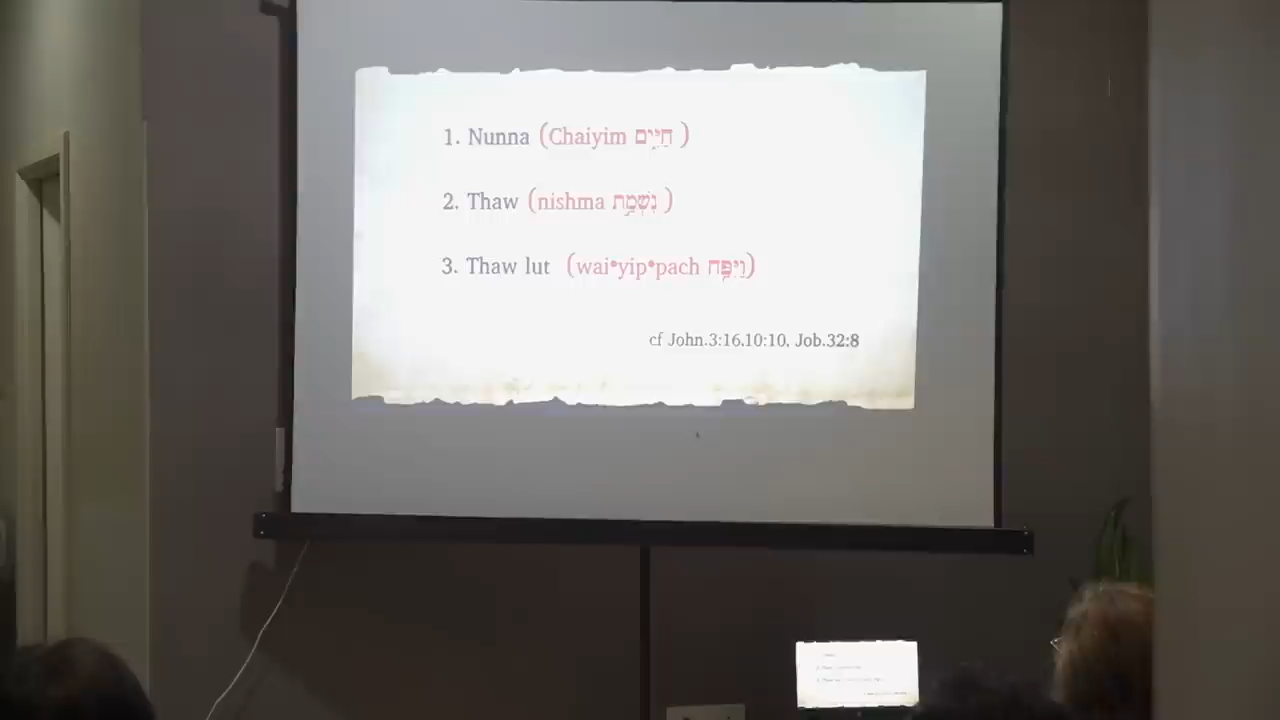 1. Nunna (Chaiyim חַיִּ֑ים )
2. Thaw (nishma נִשְׁמַ֣ת )
3. Thaw lut (wai•yip•pach וַיִּפַּ֥ח)
cf John.3:16,10:10, Job.32:8